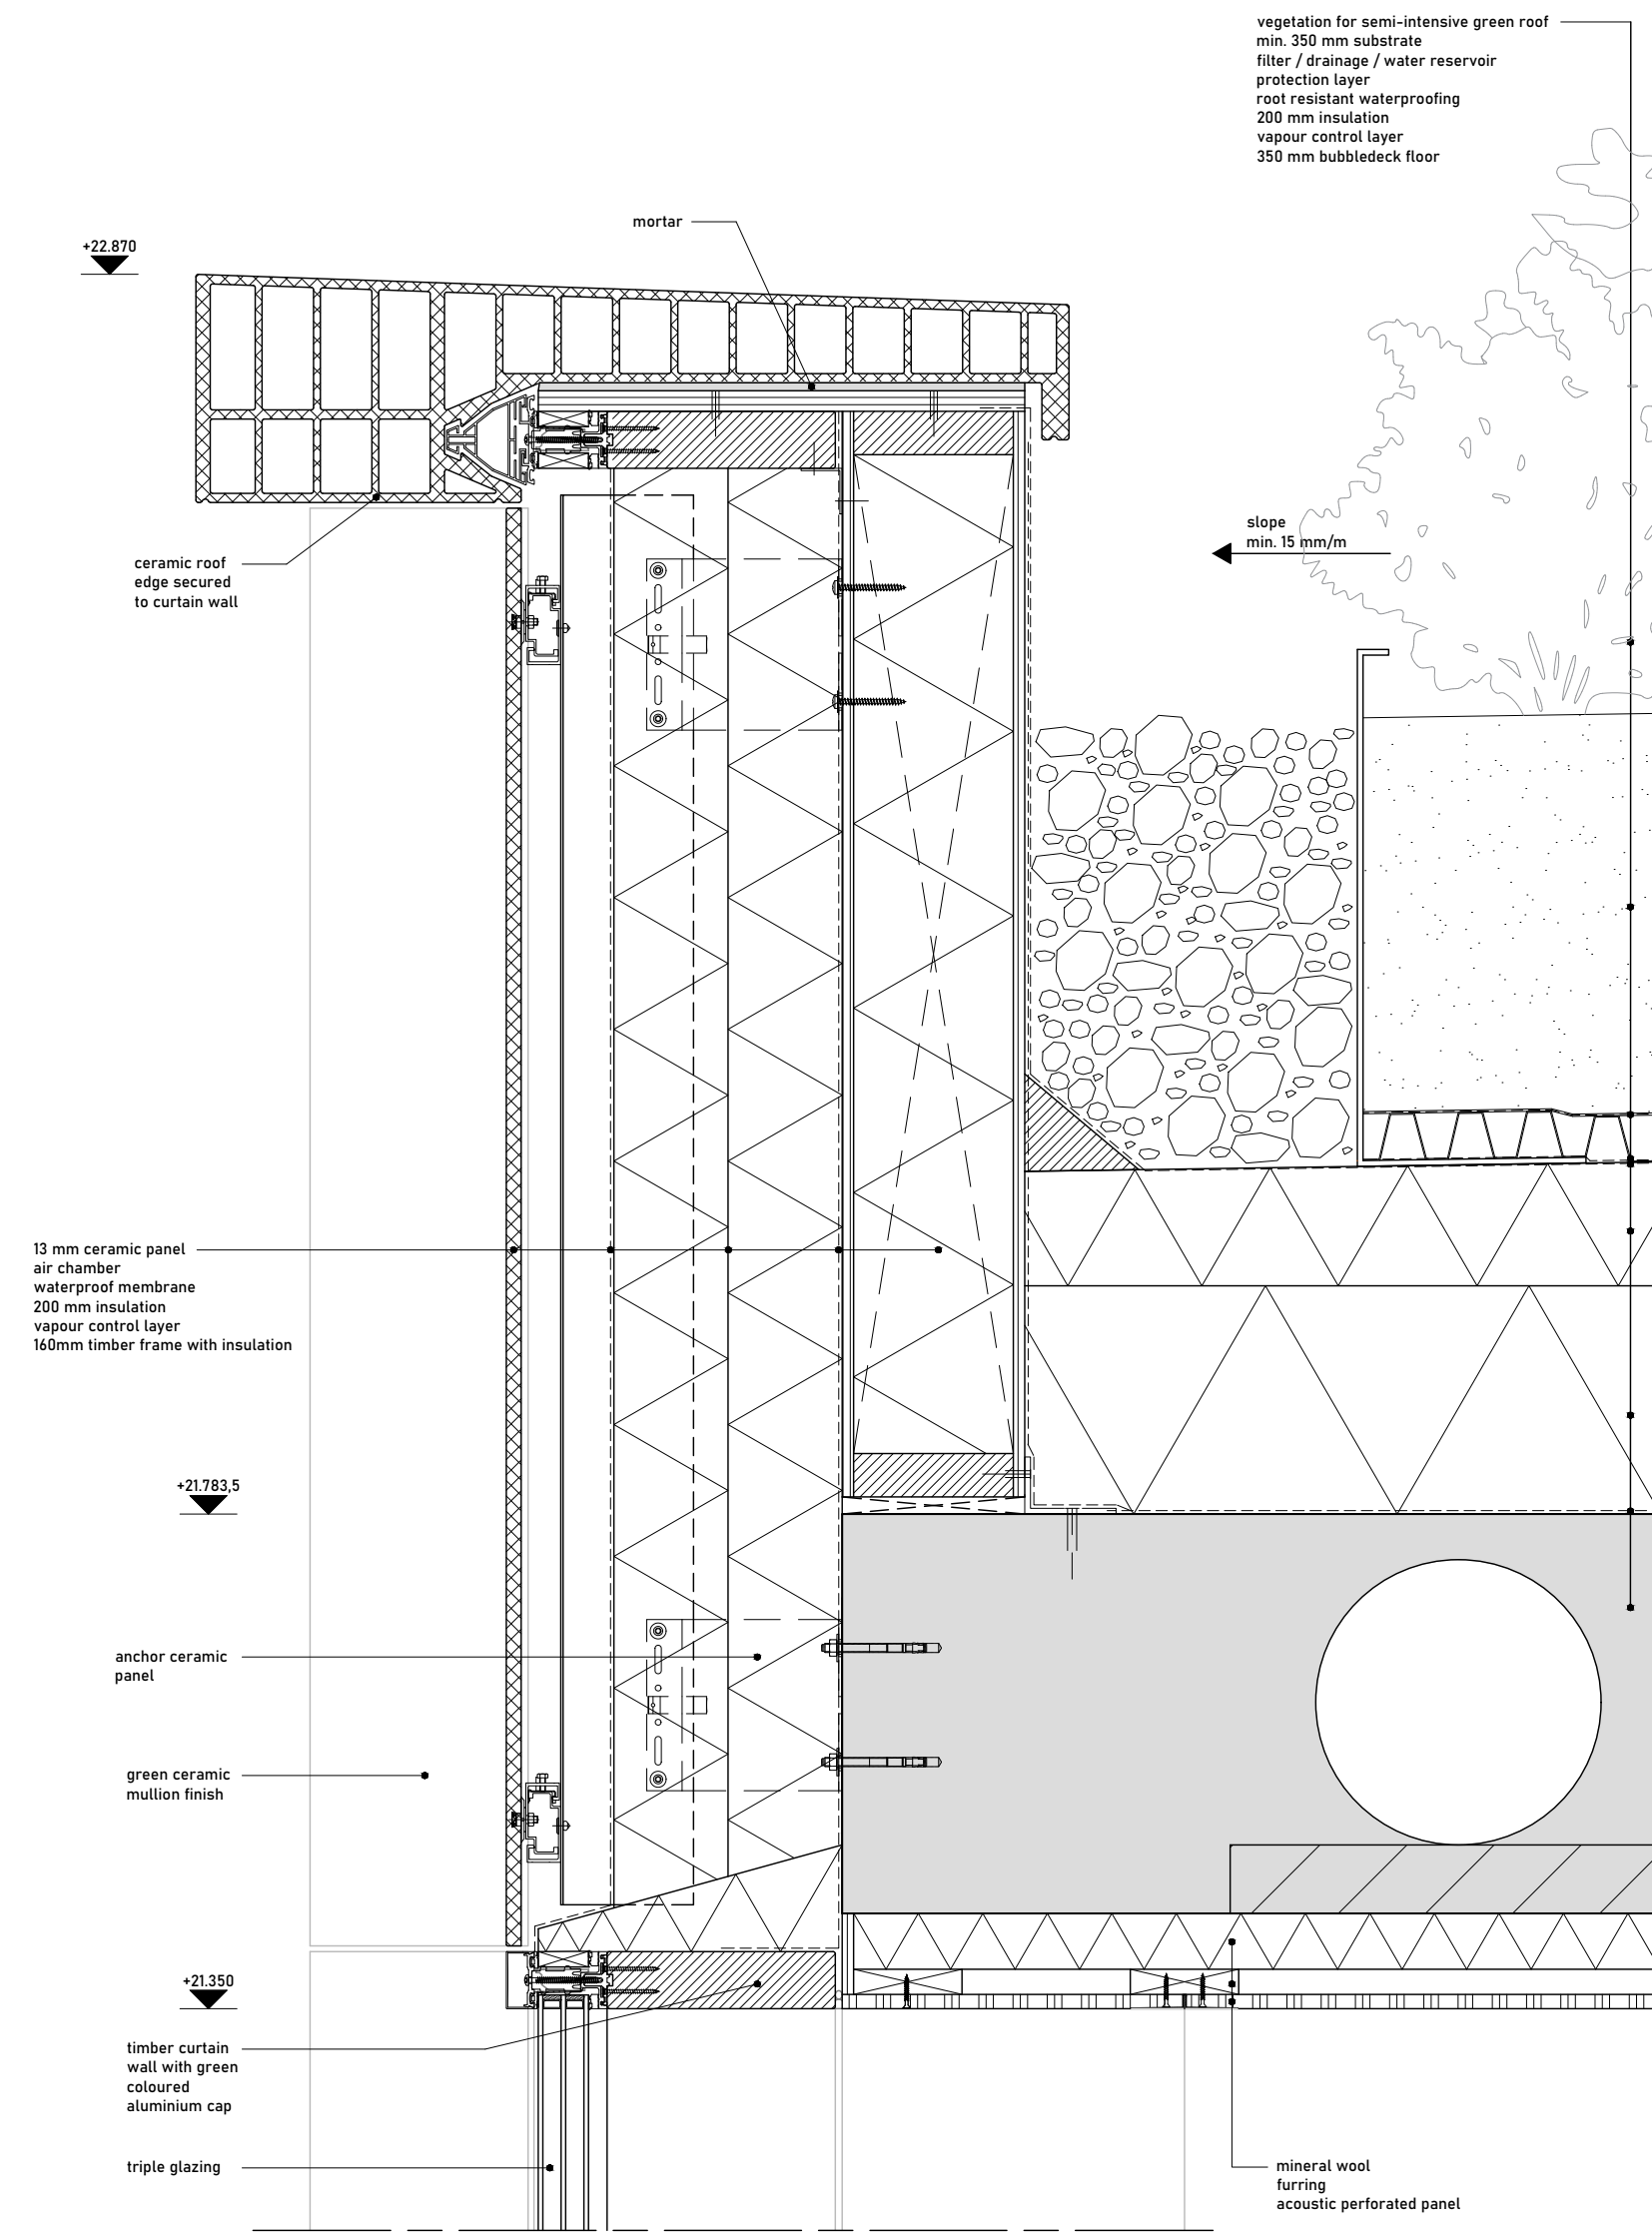 vegetation for semi-intensive green roof
min. 350 mm substrate
filter / drainage / water reservoir
protection layer
root resistant waterproofing
200 mm insulation
vapour control layer
350 mm bubbledeck floor
mortar
+22.870
slope
min. 15 mm/m
ceramic roof
edge secured
to curtain wall
13 mm ceramic panel
air chamber
waterproof membrane
200 mm insulation
vapour control layer
160mm timber frame with insulation
+21.783,5
anchor ceramic
panel
green ceramic
mullion finish
+21.350
timber curtain
wall with green
coloured
aluminium cap
triple glazing
mineral wool
furring
acoustic perforated panel